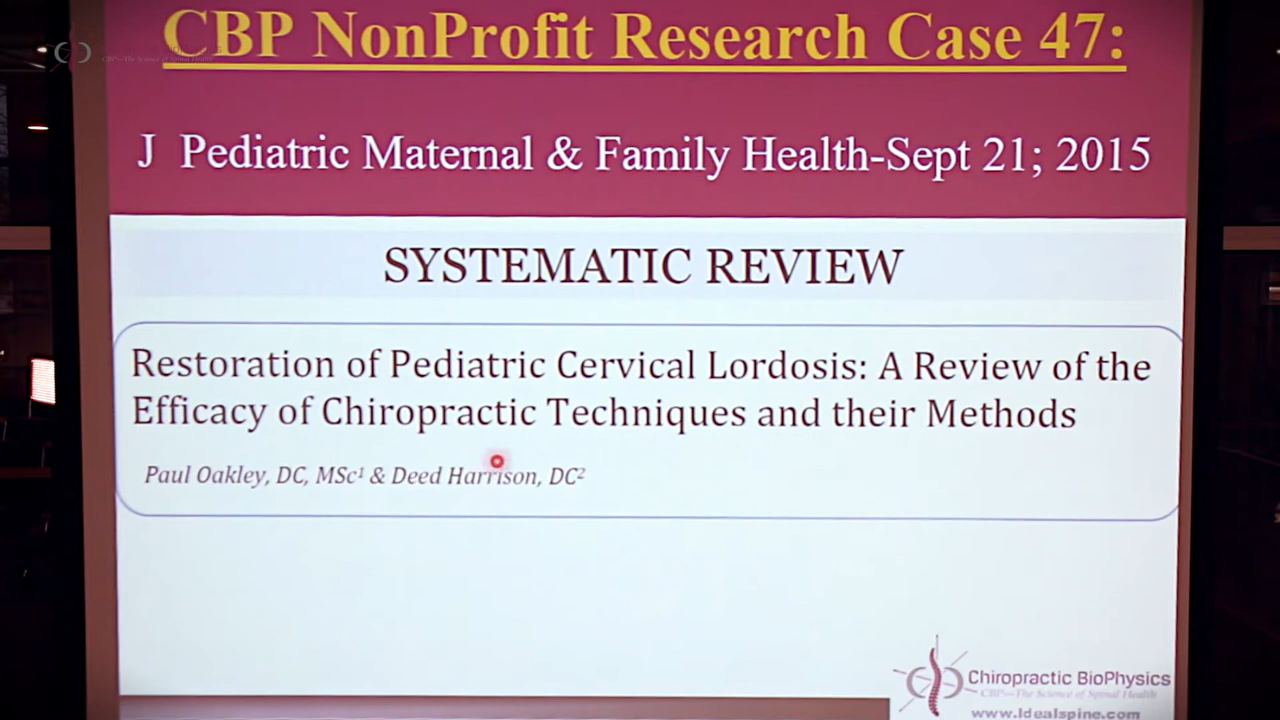 CBP NonProfit Research Case 47:
J Pediatric Maternal & Family Health-Sept 21; 2015
SYSTEMATIC REVIEW
Restoration of Pediatric Cervical Lordosis: A Review of the
Efficacy of Chiropractic Techniques and their Methods
Paul Oakley, DC, MSc¹ & Deed Harrison, DC²
Chiropractic BioPhysics
CBP—The Science of Spinal Health
www.Idealspine.com